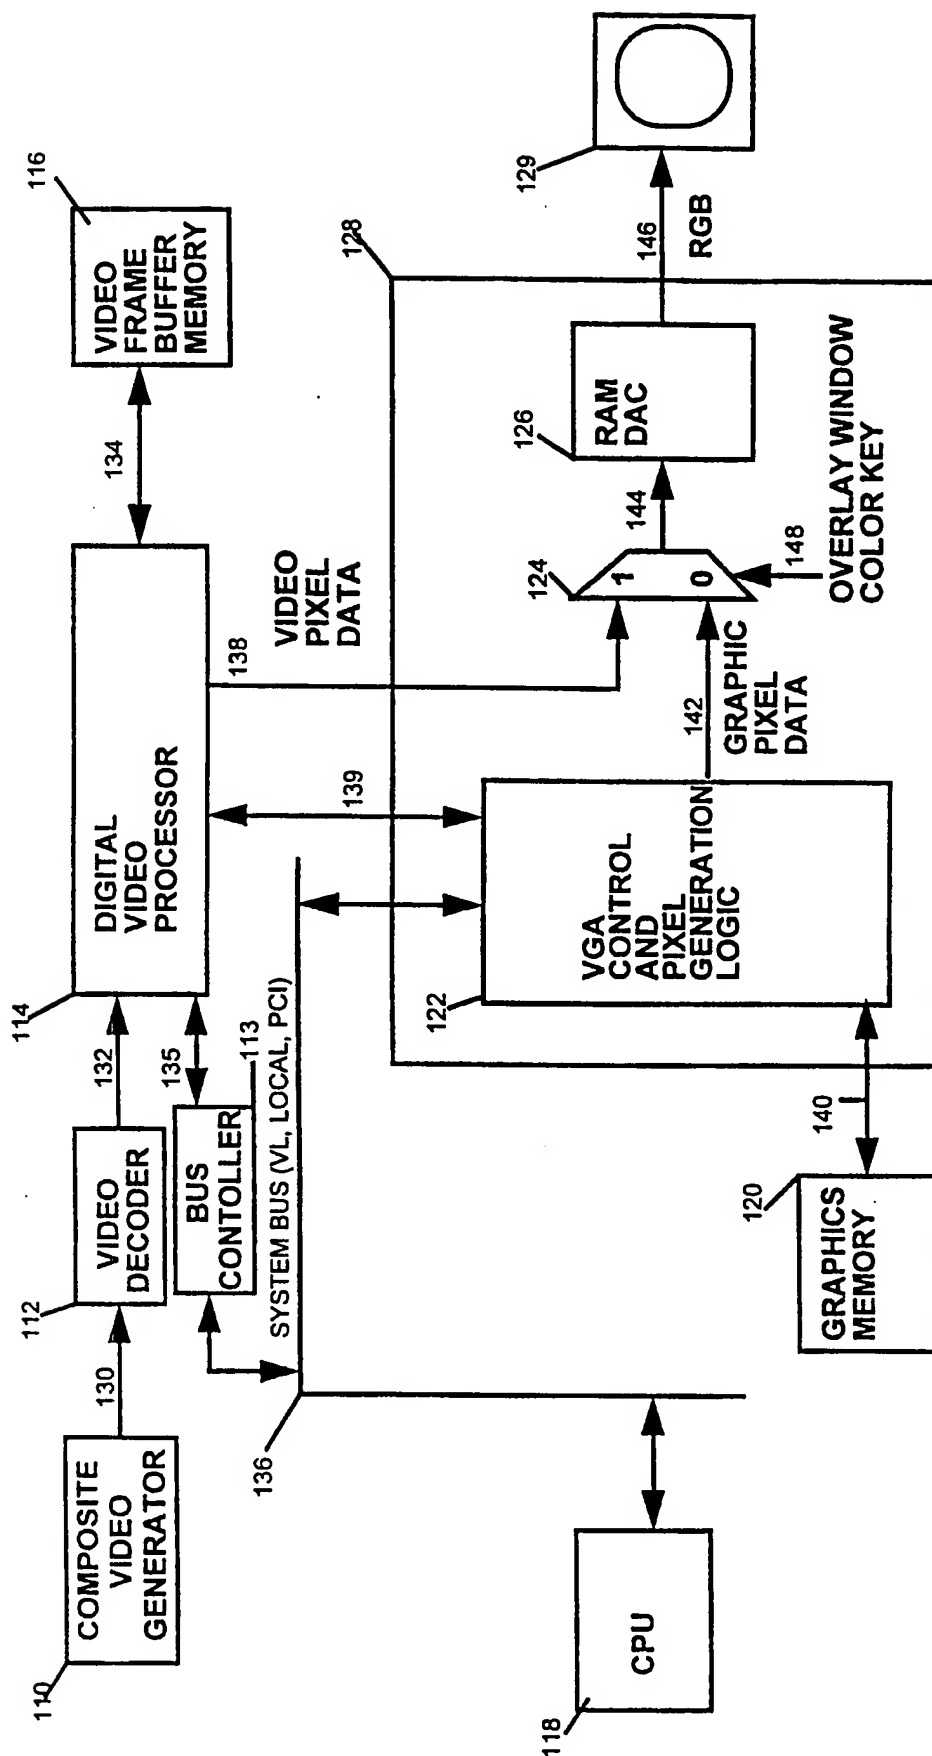 110
COMPOSITE
VIDEO
GENERATOR
130
112
VIDEO
DECODER
132
114
DIGITAL
VIDEO
PROCESSOR
134
116
VIDEO
FRAME
BUFFER
MEMORY
135
BUS
CONTOLLER
113
SYSTEM BUS (VL, LOCAL, PCI)
136
139
138
VIDEO
PIXEL
DATA
118
CPU
120
GRAPHICS
MEMORY
140
122
VGA
CONTROL
AND
PIXEL
GENERATION
LOGIC
142
GRAPHIC
PIXEL
DATA
124
1
0
148
OVERLAY WINDOW
COLOR KEY
144
126
RAM
DAC
128
146
RGB
129